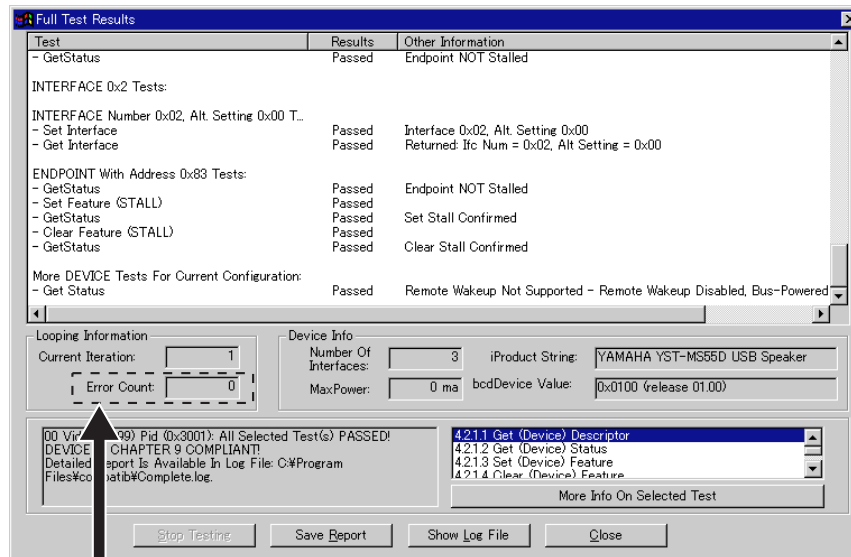 Full Test Results
Test Results Other Information
- GetStatus Passed Endpoint NOT Stalled
INTERFACE 0x2 Tests:
INTERFACE Number 0x02, Alt. Setting 0x00 T...
- Set Interface Passed Interface 0x02, Alt. Setting 0x00
- Get Interface Passed Returned: Ifc Num = 0x02, Alt Setting = 0x00
ENDPOINT With Address 0x83 Tests:
- GetStatus Passed Endpoint NOT Stalled
- Set Feature (STALL) Passed
- GetStatus Passed Set Stall Confirmed
- Clear Feature (STALL) Passed
- GetStatus Passed Clear Stall Confirmed
More DEVICE Tests For Current Configuration:
- Get Status Passed Remote Wakeup Not Supported - Remote Wakeup Disabled, Bus-Powered
Looping Information
Current Iteration: 1
Error Count: 0
Device Info
Number Of Interfaces: 3 iProduct String: YAMAHA YST-MS55D USB Speaker
MaxPower: 0 ma bcdDevice Value: 0x0100 (release 01.00)
00 99) Pid (0x3001): All Selected Test(s) PASSED!
DEVICE CHAPTER 9 COMPLIANT!
Detailed Report Is Available In Log File: C:¥Program
Files¥ ¥Complete.log.
4.2.1.1 Get (Device) Descriptor
4.2.1.2 Get (Device) Status
4.2.1.3 Set (Device) Feature
4.2.1.4 Clear (Device) Feature
More Info On Selected Test
Stop Testing Save Report Show Log File Close